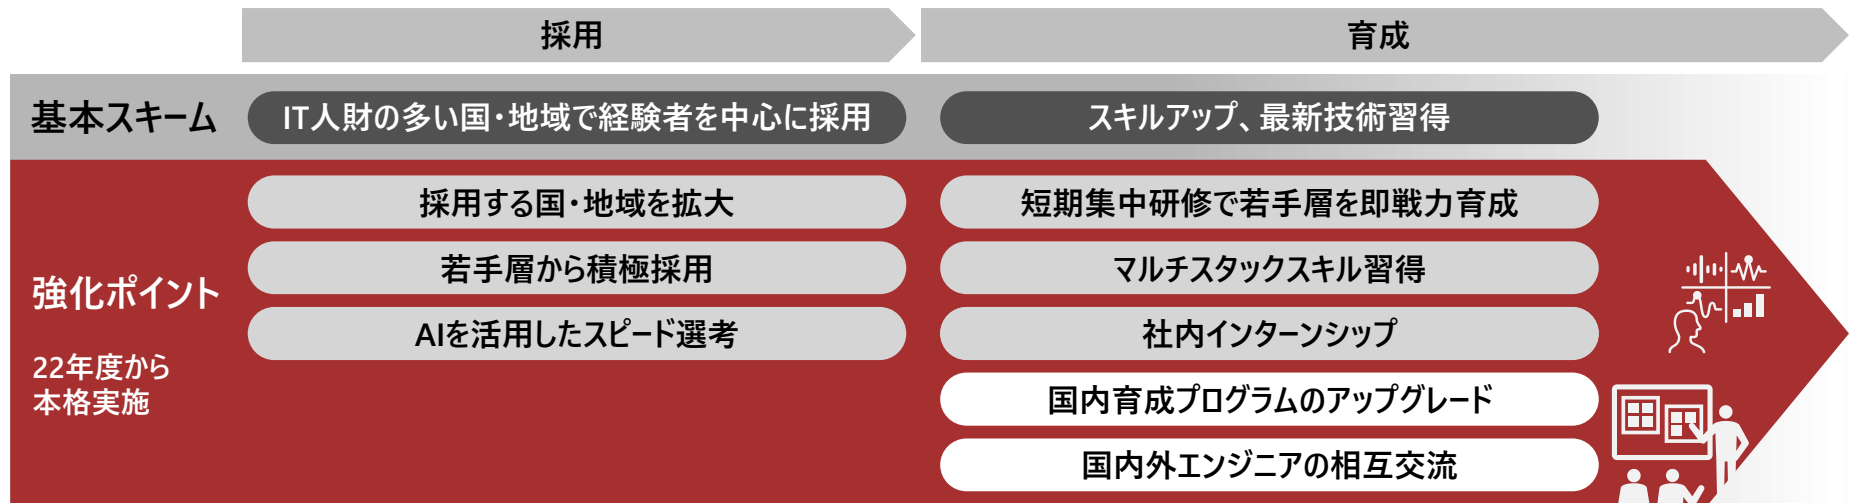 採用
育成
基本スキーム
IT人財の多い国・地域で経験者を中心に採用
スキルアップ、最新技術習得
強化ポイント
22年度から
本格実施
採用する国・地域を拡大
若手層から積極採用
AIを活用したスピード選考
短期集中研修で若手層を即戦力育成
マルチスタックスキル習得
社内インターンシップ
国内育成プログラムのアップグレード
国内外エンジニアの相互交流